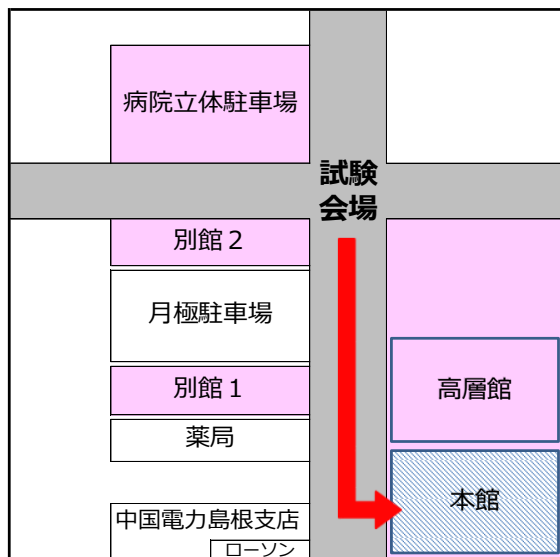 病院立体駐車場
試験
会場
別館２
月極駐車場
別館１
高層館
薬局
本館
中国電力島根支店
ローソン